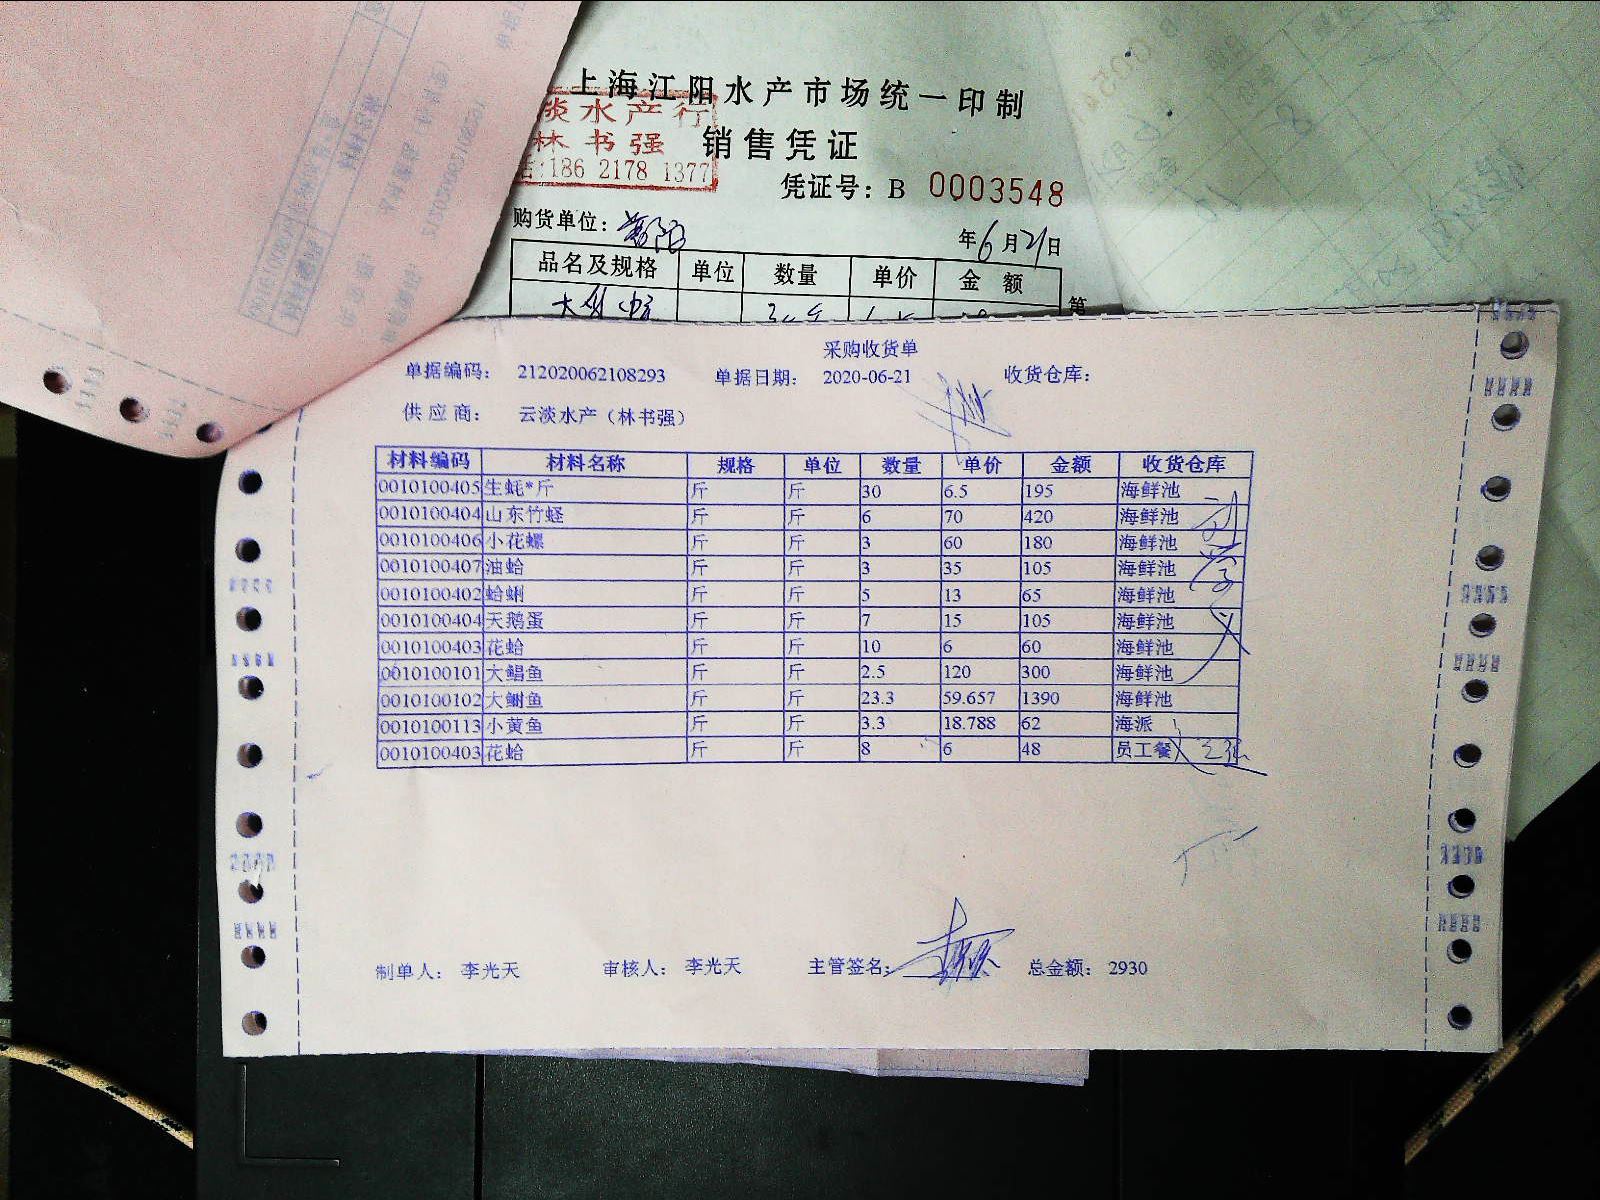 上海江阳水产市场统一印制
淡水产行
林书强
186 2178 1377
销售凭证
凭证号: B 0003548
购货单位:
年6月21日
品名及规格 单位 数量 单价 金额
第
采购收货单
单据编码: 212020062108293 单据日期: 2020-06-21 收货仓库:
供应商: 云淡水产（林书强）
材料编码 材料名称 规格 单位 数量 单价 金额 收货仓库
0010100405 生蚝*斤 斤 斤 30 6.5 195 海鲜池
0010100404 山东竹蛏 斤 斤 6 70 420 海鲜池
0010100406 小花螺 斤 斤 3 60 180 海鲜池
0010100407 油蛤 斤 斤 3 35 105 海鲜池
0010100402 蛤蜊 斤 斤 5 13 65 海鲜池
0010100404 天鹅蛋 斤 斤 7 15 105 海鲜池
0010100403 花蛤 斤 斤 10 6 60 海鲜池
0010100101 大鲳鱼 斤 斤 2.5 120 300 海鲜池
0010100102 大鮰鱼 斤 斤 23.3 59.657 1390 海鲜池
0010100113 小黄鱼 斤 斤 3.3 18.788 62 海派
0010100403 花蛤 斤 斤 8 6 48 员工餐
制单人: 李光天 审核人: 李光天 主管签名: 总金额: 2930